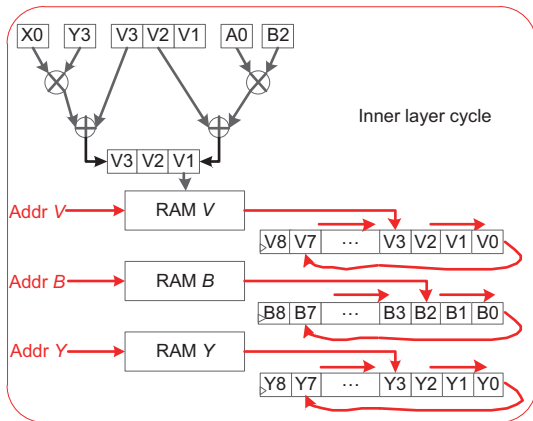 X0 Y3 V3 V2 V1 A0 B2
Inner layer cycle
V3 V2 V1
Addr V RAM V
V8 V7 ... V3 V2 V1 V0
Addr B RAM B
B8 B7 ... B3 B2 B1 B0
Addr Y RAM Y
Y8 Y7 ... Y3 Y2 Y1 Y0